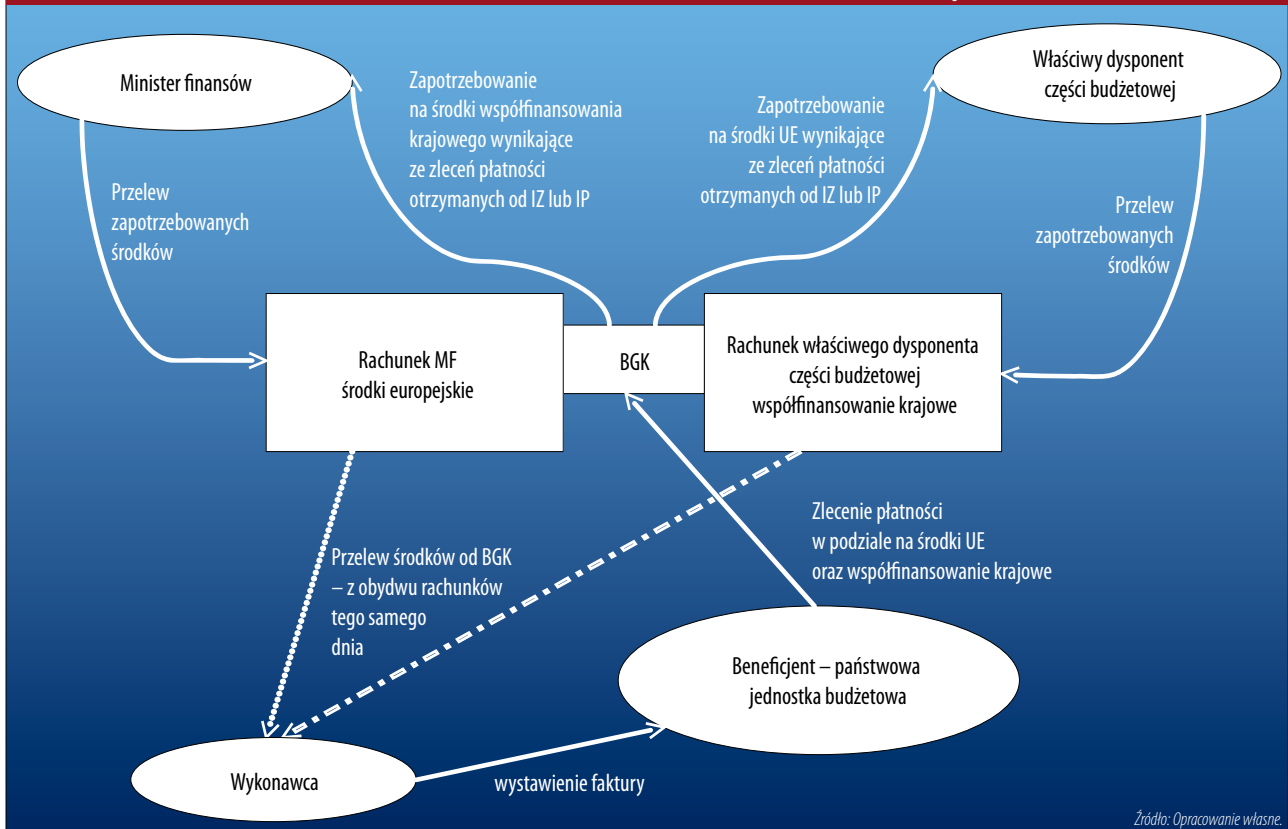 Minister finansów
Właściwy dysponent
części budżetowej
Zapotrzebowanie
na środki współfinansowania
krajowego wynikające
ze zleceń płatności
otrzymanych od IZ lub IP
Zapotrzebowanie
na środki UE wynikające
ze zleceń płatności
otrzymanych od IZ lub IP
Przelew
zapotrzebowanych
środków
Przelew
zapotrzebowanych
środków
Rachunek MF
środki europejskie
BGK
Rachunek właściwego dysponenta
części budżetowej
współfinansowanie krajowe
Zlecenie płatności
w podziale na środki UE
oraz współfinansowanie krajowe
Przelew środków od BGK
– z obydwu rachunków
tego samego
dnia
Beneficjent – państwowa
jednostka budżetowa
Wykonawca
wystawienie faktury
Źródło: Opracowanie własne.